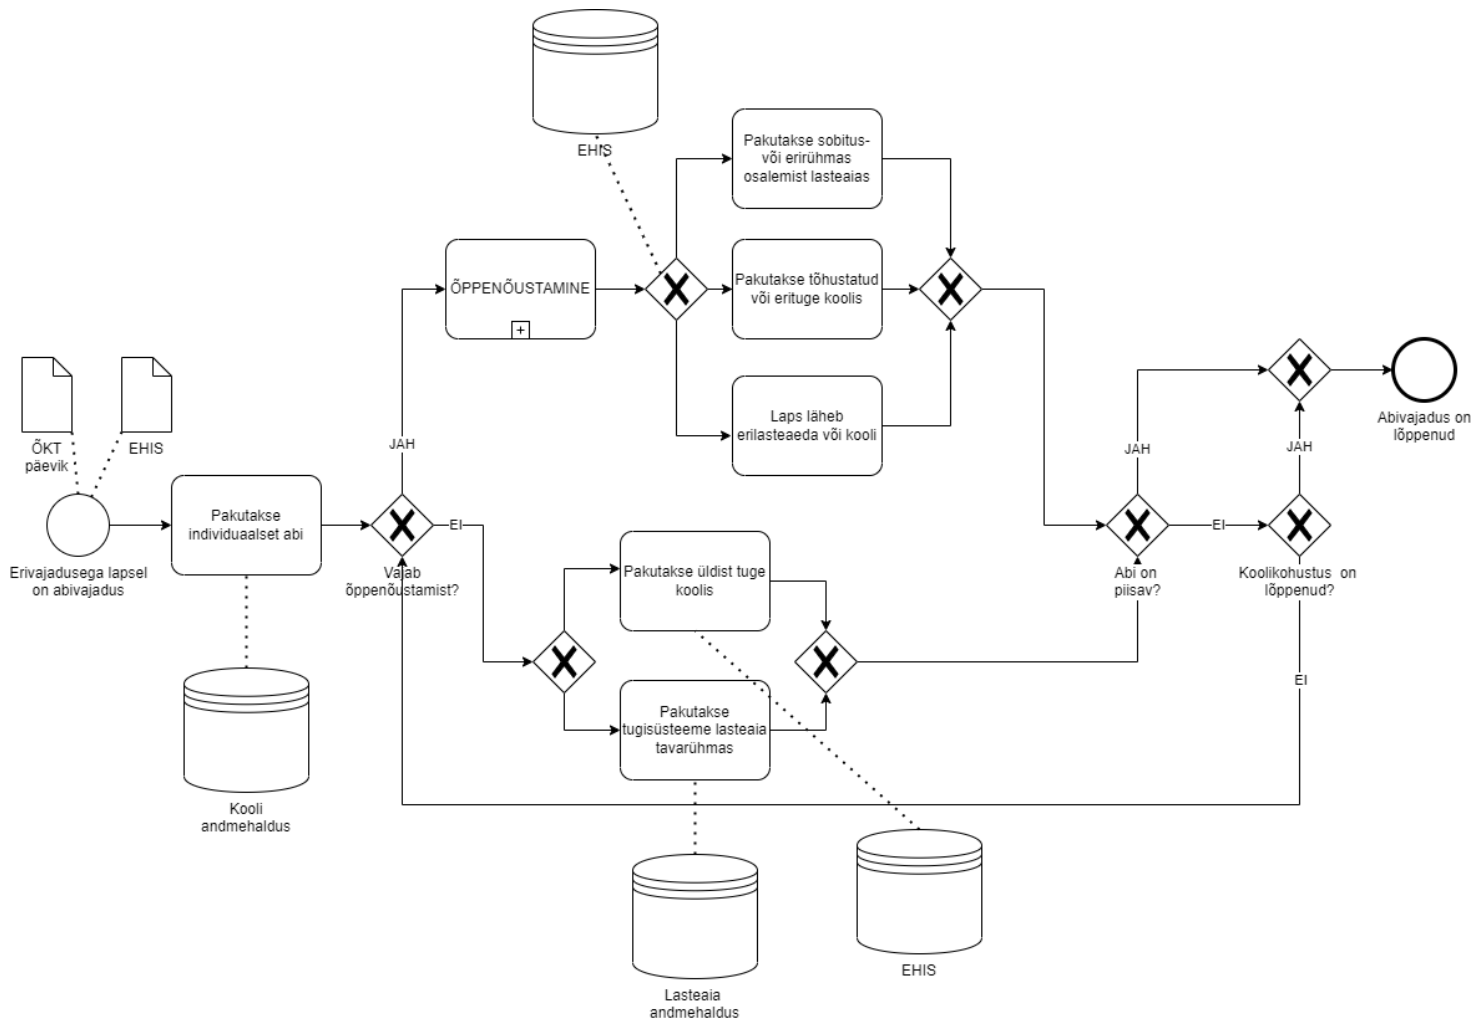 EHIS
Pakutakse sobitus-
või erirühmas
osalemist lasteaias
ÕPPENÕUSTAMINE
Pakutakse tõhustatud
või erituge koolis
Laps läheb
erilasteaeda või kooli
ÕKT
päevik
EHIS
JAH
JAH
JAH
Abivajadus on
lõppenud
Pakutakse
individuaalset abi
EI
EI
Erivajadusega lapsel
on abivajadus
Vajab
õppenõustamist?
Pakutakse üldist tuge
koolis
Abi on
piisav?
Koolikohustus on
lõppenud?
EI
Pakutakse
tugisüsteeme lasteaia
tavarühmas
Kooli
andmehaldus
Lasteaia
andmehaldus
EHIS